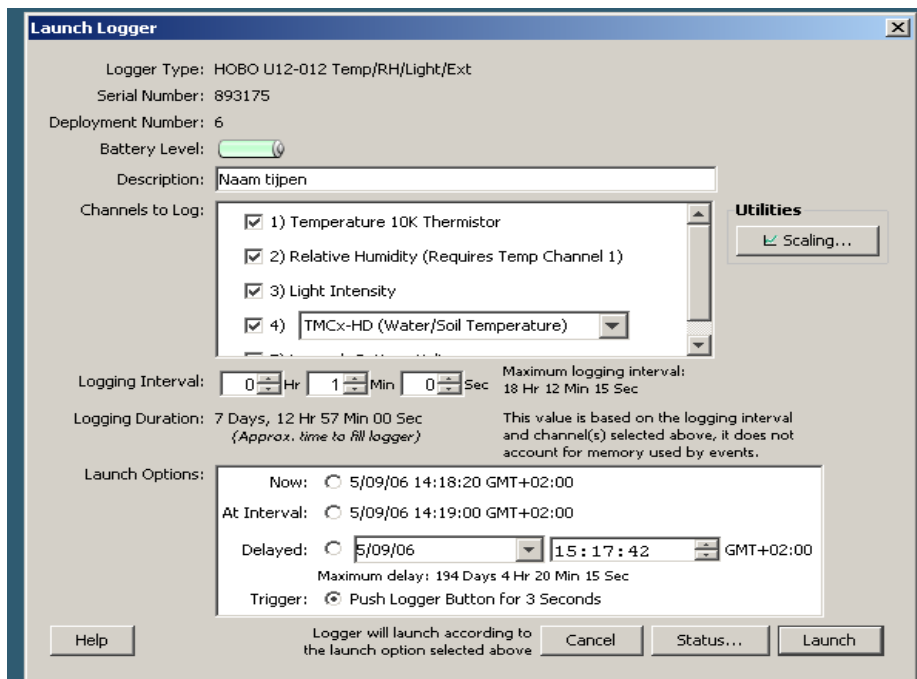 Launch Logger
Logger Type: HOBO U12-012 Temp/RH/Light/Ext
Serial Number: 893175
Deployment Number: 6
Battery Level:
Description: Naam tijpen
Channels to Log:
1) Temperature 10K Thermistor
2) Relative Humidity (Requires Temp Channel 1)
3) Light Intensity
4) TMCx-HD (Water/Soil Temperature)
Utilities
Scaling...
Logging Interval: 0 Hr 1 Min 0 Sec
Maximum logging interval:
18 Hr 12 Min 15 Sec
Logging Duration: 7 Days, 12 Hr 57 Min 00 Sec
(Approx. time to fill logger)
This value is based on the logging interval
and channel(s) selected above, it does not
account for memory used by events.
Launch Options:
Now: 5/09/06 14:18:20 GMT+02:00
At Interval: 5/09/06 14:19:00 GMT+02:00
Delayed: 5/09/06 15:17:42 GMT+02:00
Maximum delay: 194 Days 4 Hr 20 Min 15 Sec
Trigger: Push Logger Button for 3 Seconds
Help
Logger will launch according to
the launch option selected above
Cancel
Status...
Launch